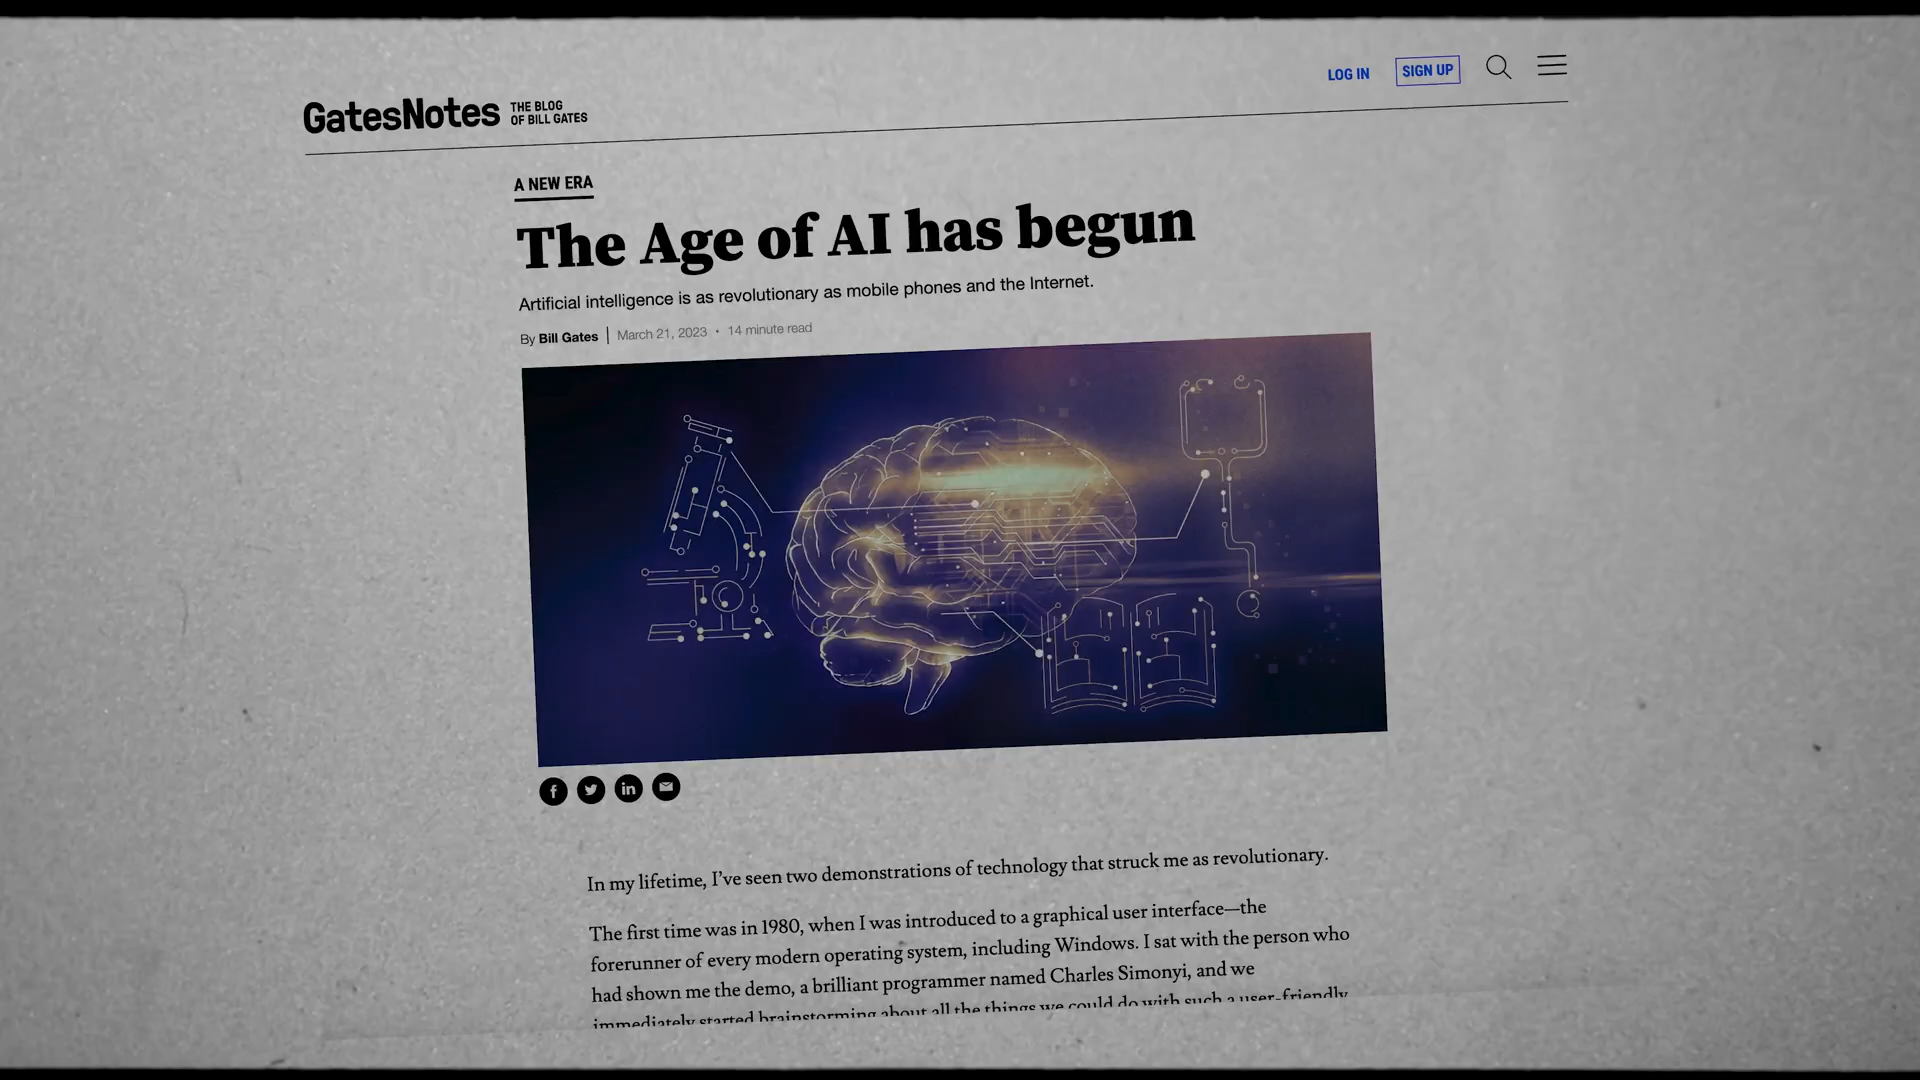 LOG IN
SIGN UP
GatesNotes
THE BLOG
OF BILL GATES
A NEW ERA
The Age of AI has begun
Artificial intelligence is as revolutionary as mobile phones and the Internet.
By Bill Gates | March 21, 2023 • 14 minute read
In my lifetime, I've seen two demonstrations of technology that struck me as revolutionary.
The first time was in 1980, when I was introduced to a graphical user interface—the
forerunner of every modern operating system, including Windows. I sat with the person who
had shown me the demo, a brilliant programmer named Charles Simonyi, and we
immediately started brainstorming about all the things we could do with such a user-friendly